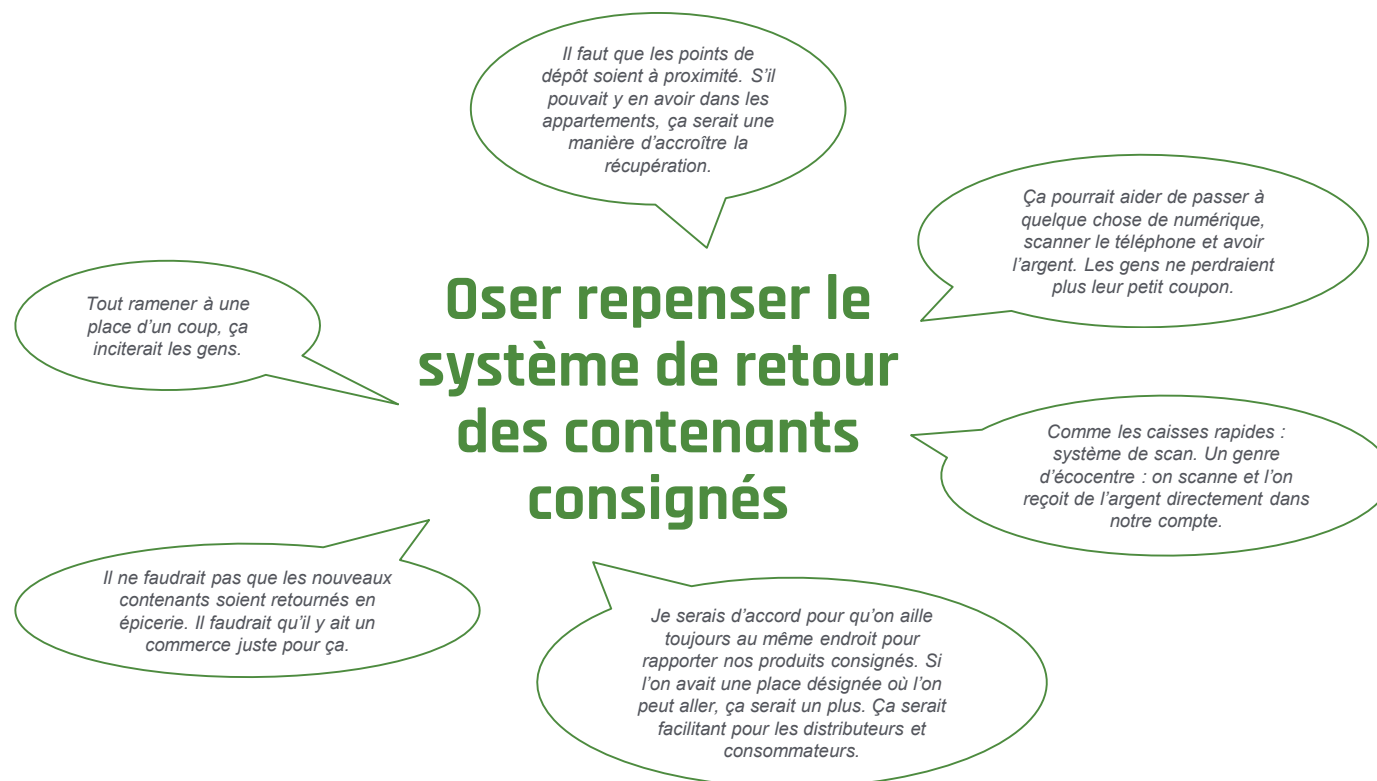 Il faut que les points de
dépôt soient à proximité. S’il
pouvait y en avoir dans les
appartements, ça serait une
manière d’accroître la
récupération.
Ça pourrait aider de passer à
quelque chose de numérique,
scanner le téléphone et avoir
l’argent. Les gens ne perdraient
plus leur petit coupon.
Tout ramener à une
place d’un coup, ça
inciterait les gens.
Oser repenser le
système de retour
des contenants
consignés
Comme les caisses rapides :
système de scan. Un genre
d’écocentre : on scanne et l’on
reçoit de l’argent directement dans
notre compte.
Il ne faudrait pas que les nouveaux
contenants soient retournés en
épicerie. Il faudrait qu’il y ait un
commerce juste pour ça.
Je serais d’accord pour qu’on aille
toujours au même endroit pour
rapporter nos produits consignés. Si
l’on avait une place désignée où l’on
peut aller, ça serait un plus. Ça serait
facilitant pour les distributeurs et
consommateurs.